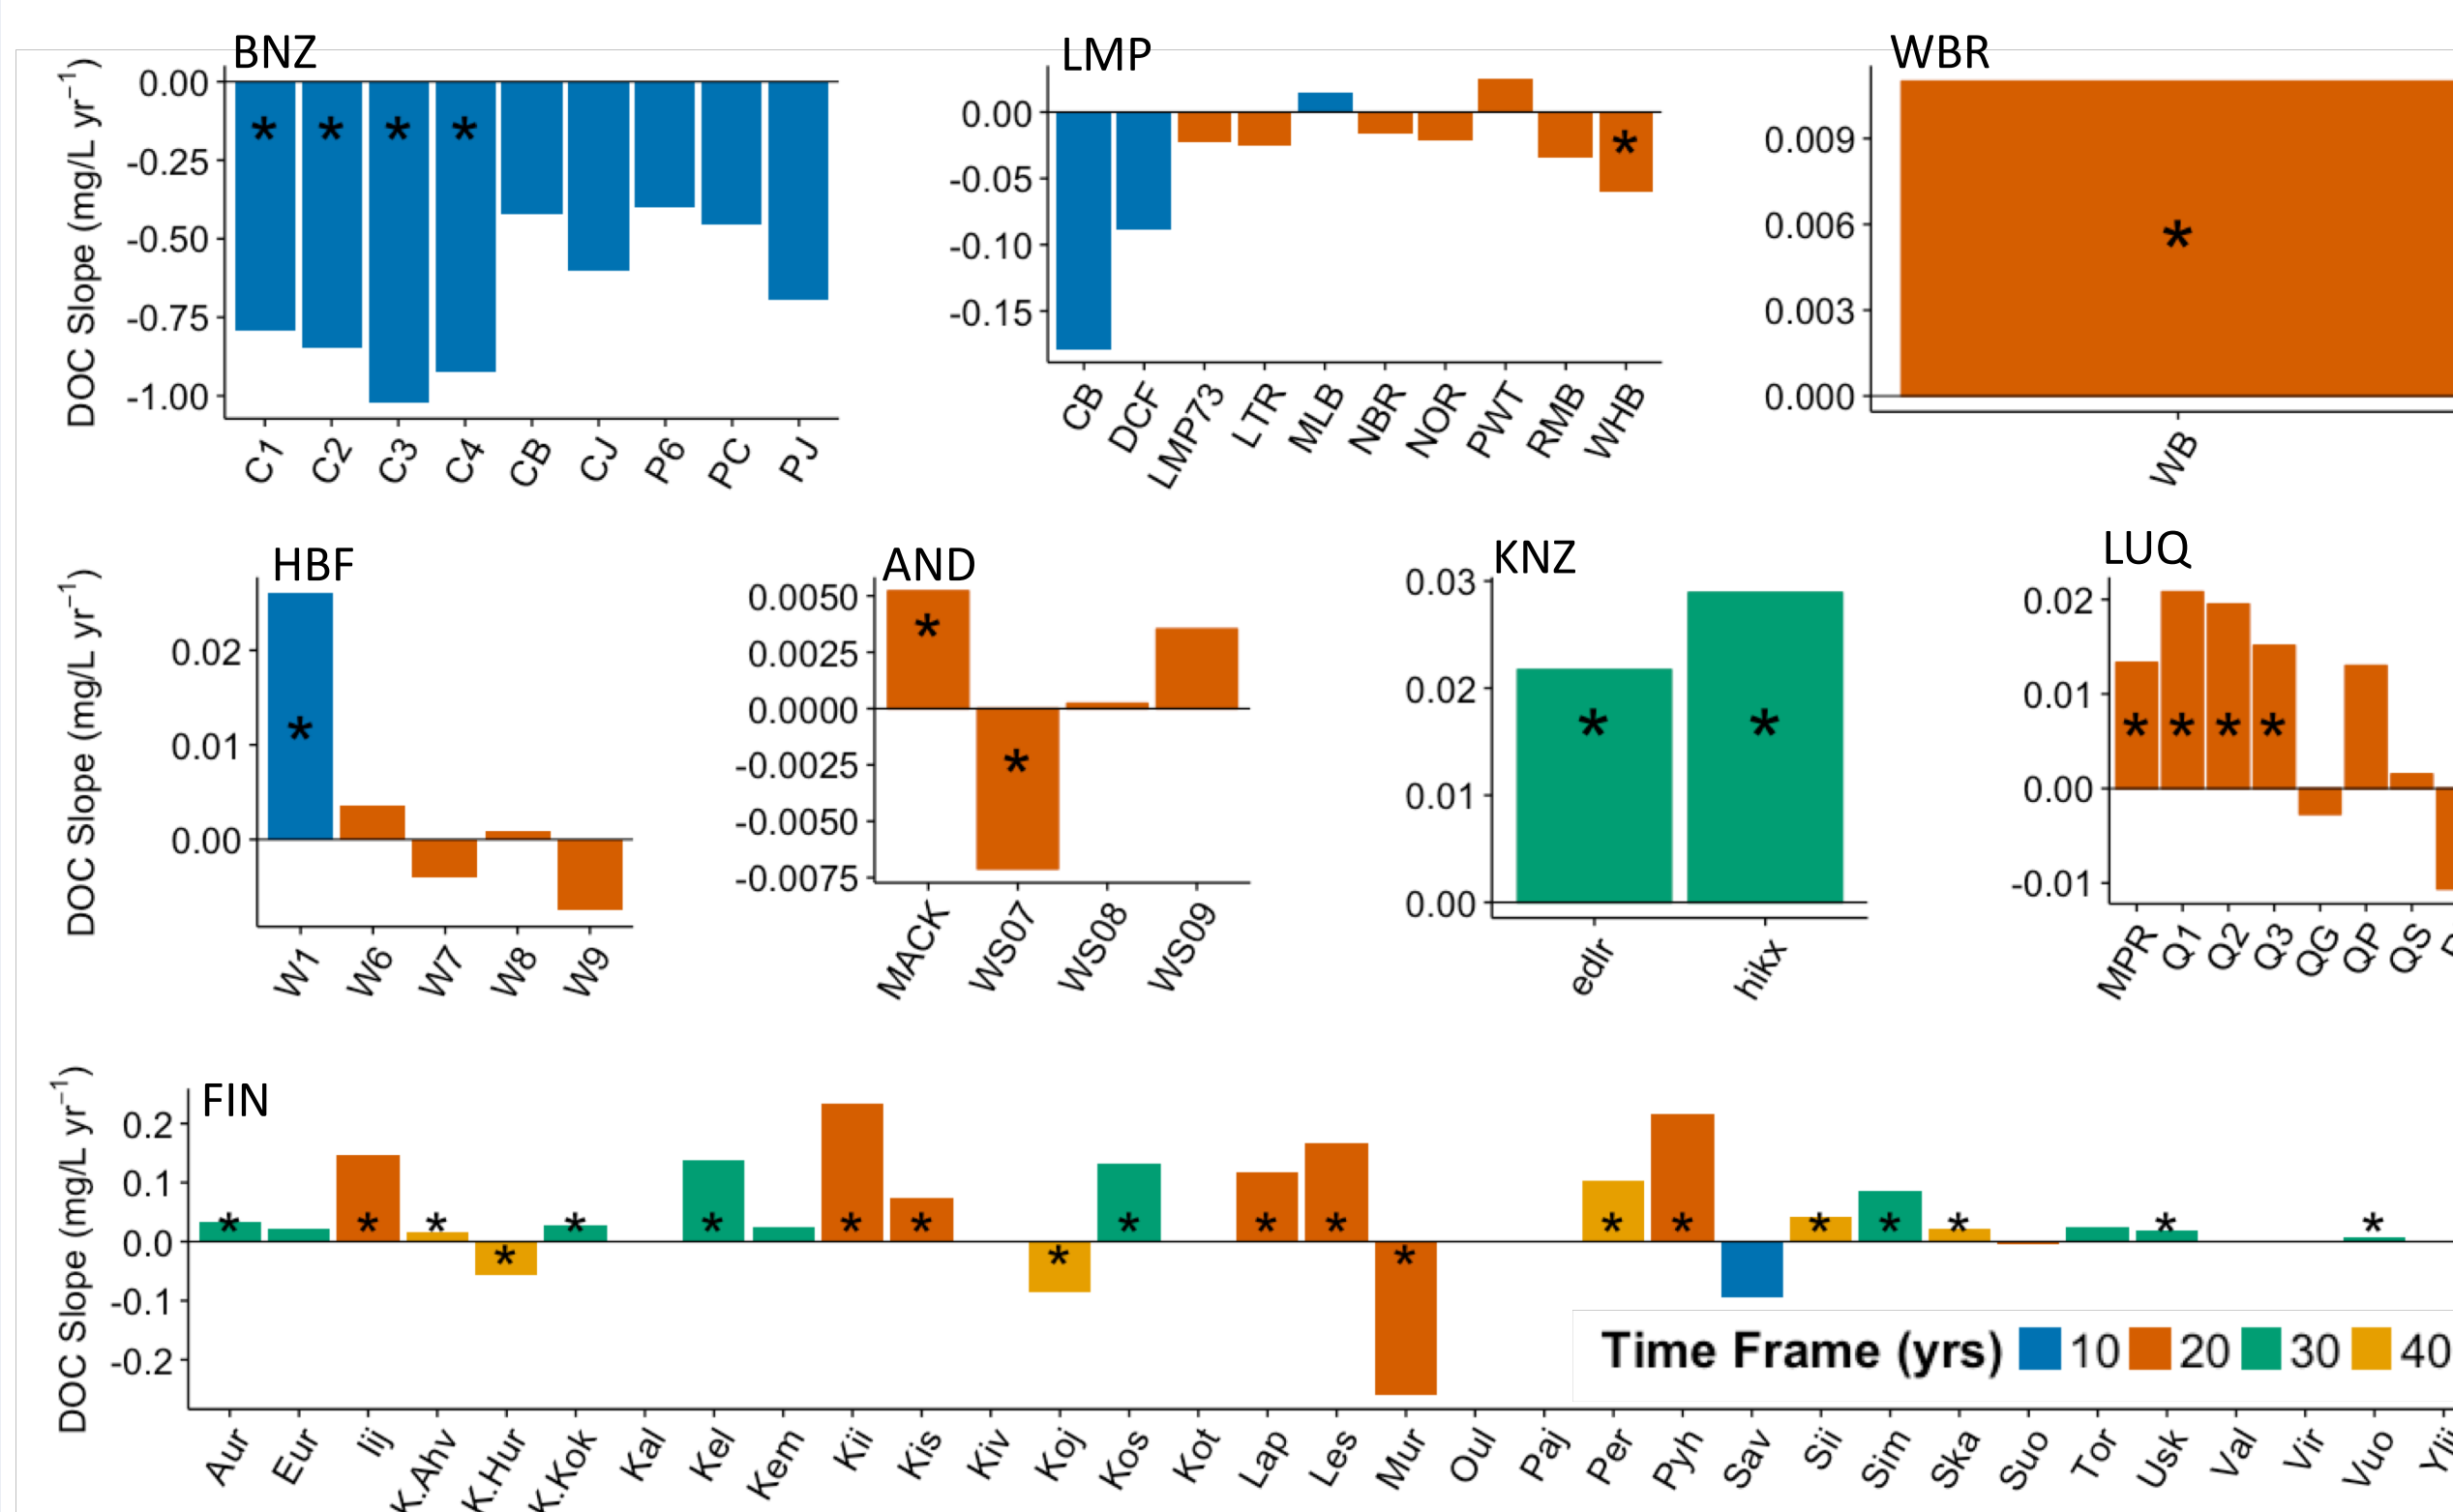 BNZ
DOC Slope (mg/L yr⁻¹)
0.00
-0.25
-0.50
-0.75
-1.00
* * * *
C1 C2 C3 C4 CB CJ P6 PC PJ
LMP
0.00
-0.05
-0.10
-0.15
*
CB DCF LMP73 LTR MLB NBR NOR PWT RMB WHB
WBR
0.009
0.006
0.003
0.000
*
WB
HBF
DOC Slope (mg/L yr⁻¹)
0.02
0.01
0.00
*
W1 W6 W7 W8 W9
AND
0.0050
0.0025
0.0000
-0.0025
-0.0050
-0.0075
* *
MACK WS07 WS08 WS09
KNZ
0.03
0.02
0.01
0.00
* *
edlr hikx
LUQ
0.02
0.01
0.00
-0.01
* * * *
MPR Q1 Q2 Q3 QG QP QS
FIN
DOC Slope (mg/L yr⁻¹)
0.2
0.1
0.0
-0.1
-0.2
* * * * * * * * * * * * * * * * * * * *
Time Frame (yrs) 10 20 30 40
Aur Eur Iij K.Ahv K.Hur K.Kok Kal Kel Kem Kii Kis Kiv Koj Kos Kot Lap Les Mur Oul Paj Per Pyh Sav Sii Sim Ska Suo Tor Usk Val Vir Vuo